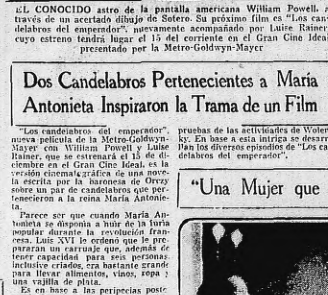 EL CONOCIDO astro de la pantalla americana William Powell, a
través de un acertado dibujo de Sotero. Su próximo film es "Los can-
delabros del emperador", nuevamente acompañado por Luise Rainer,
cuyo estreno tendrá lugar el 15 del corriente en el Gran Cine Ideal
presentado por la Metro-Goldwyn-Mayer
Dos Candelabros Pertenecientes a María
Antonieta Inspiraron la Trama de un Film
"Los candelabros del emperador",
nueva película de la Metro-Goldwyn-
Mayer con William Powell y Luise
Rainer, que se estrenará el 15 de di-
ciembre en el Gran Cine Ideal, es la
versión cinematográfica de una nove-
la escrita por la baronesa de Orczy
sobre un par de candelabros que per-
tenecieron a la reina María Antonie-
ta.
Parece ser que cuando María An-
tonieta se disponía a huir de la furia
popular durante la revolución fran-
cesa, Luis XVI le ordenó que le pre-
pararan un carruaje que, además de
tener capacidad para seis personas
inclusive criados, era bastante grande
para llevar alimentos, vinos, ropa y
una vajilla de plata.
Es en base a las peripecias poste-
pruebas de las actividades de Wolen-
ky. En base a esta intriga se desarr
llan los diversos episodios de "Los ca
delabros del emperador".
"Una Mujer que